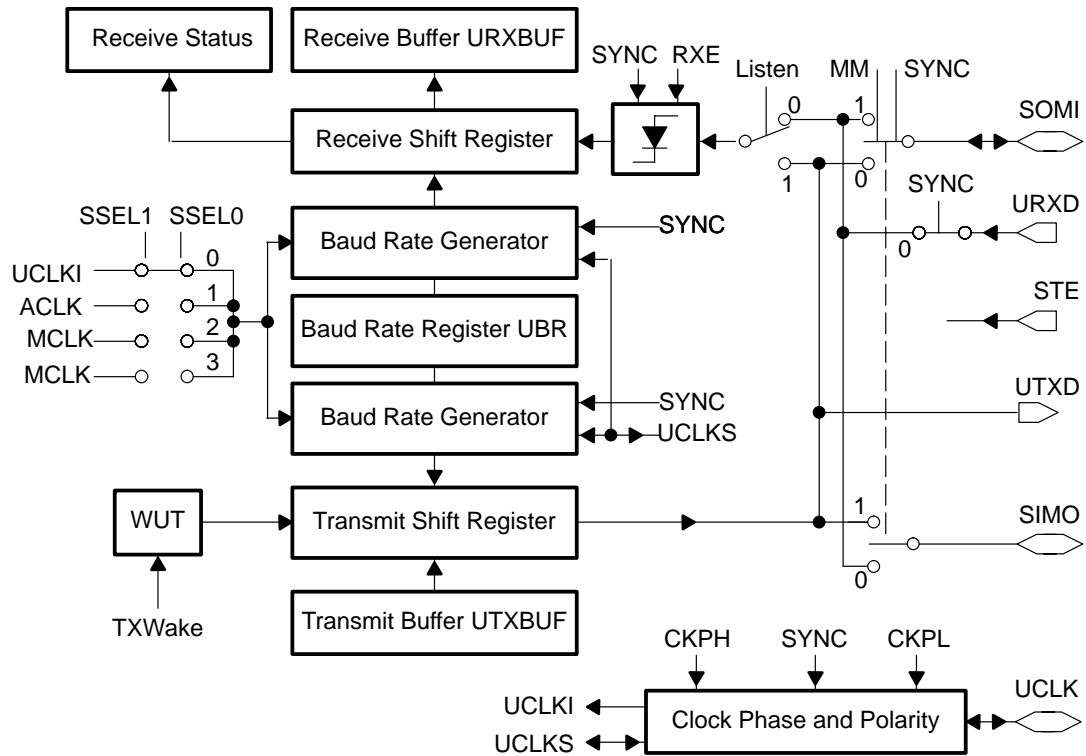 Receive Status
Receive Buffer URXBUF
SYNC RXE
Listen
MM
SYNC
SOMI
0
1
Receive Shift Register
1
0
SYNC
URXD
0
SSEL1 SSEL0
Baud Rate Generator
SYNC
UCLKI
0
STE
ACLK
1
MCLK
2
Baud Rate Register UBR
MCLK
3
UTXD
Baud Rate Generator
SYNC
UCLKS
WUT
Transmit Shift Register
1
SIMO
0
TXWake
Transmit Buffer UTXBUF
CKPH SYNC CKPL
UCLK
UCLKI
Clock Phase and Polarity
UCLKS